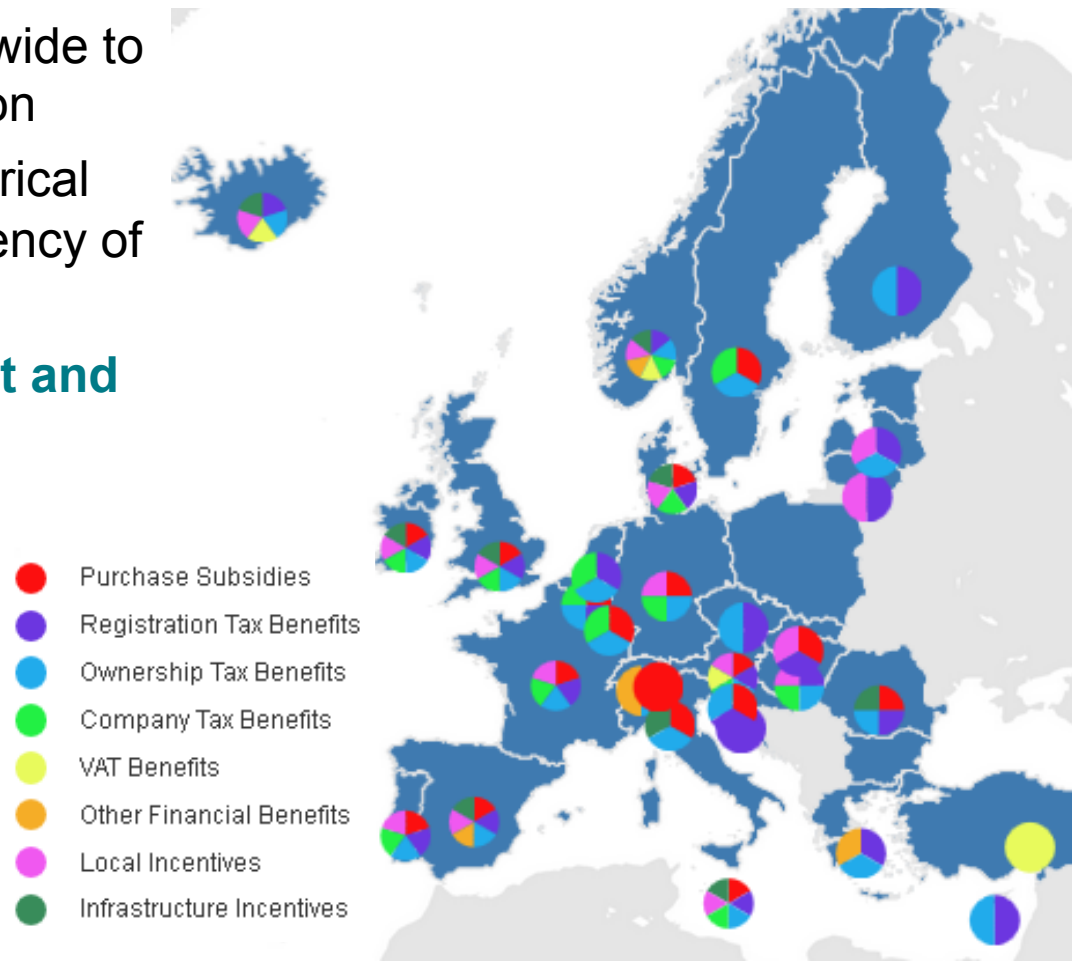 wide to
on
rical
ency of
t and
Purchase Subsidies
Registration Tax Benefits
Ownership Tax Benefits
Company Tax Benefits
VAT Benefits
Other Financial Benefits
Local Incentives
Infrastructure Incentives